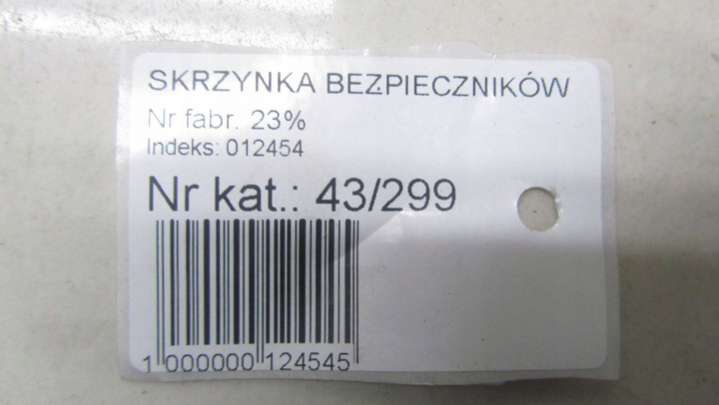 SKRZYNKA BEZPIECZNIKÓW
Nr fabr. 23%
Indeks: 012454
Nr kat.: 43/299
1 000000 124545